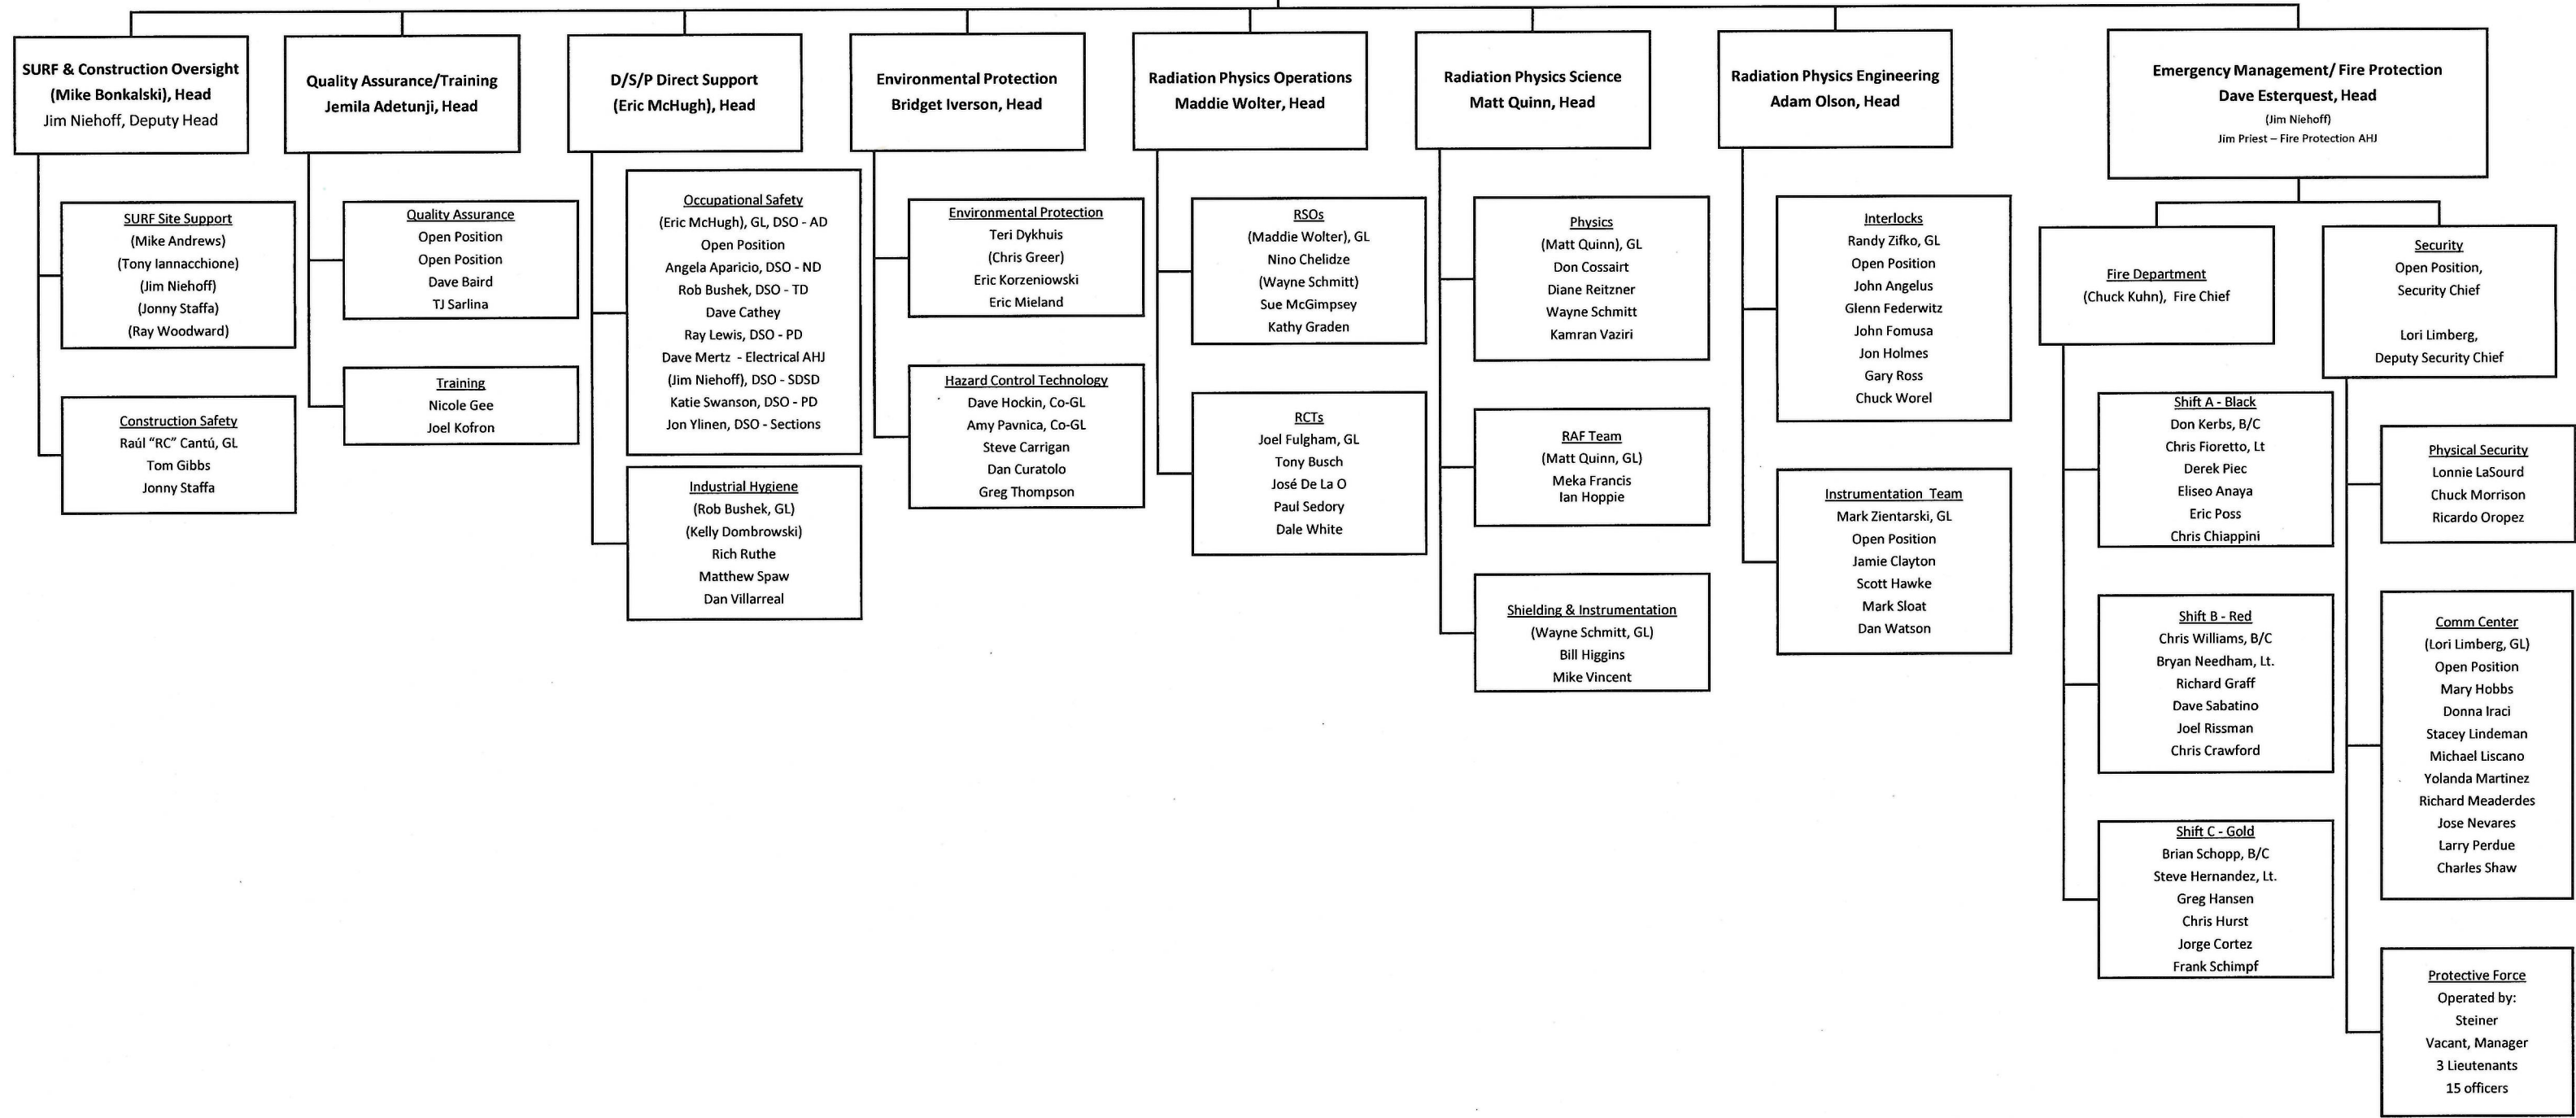 SURF & Construction Oversight
(Mike Bonkalski), Head
Jim Niehoff, Deputy Head
SURF Site Support
(Mike Andrews)
(Tony Iannacchione)
(Jim Niehoff)
(Jonny Staffa)
(Ray Woodward)
Construction Safety
Raúl "RC" Cantú, GL
Tom Gibbs
Jonny Staffa
Quality Assurance/Training
Jemila Adetunji, Head
Quality Assurance
Open Position
Open Position
Dave Baird
TJ Sarlina
Training
Nicole Gee
Joel Kofron
D/S/P Direct Support
(Eric McHugh), Head
Occupational Safety
(Eric McHugh), GL, DSO - AD
Open Position
Angela Aparicio, DSO - ND
Rob Bushek, DSO - TD
Dave Cathey
Ray Lewis, DSO - PD
Dave Mertz - Electrical AHJ
(Jim Niehoff), DSO - SDSD
Katie Swanson, DSO - PD
Jon Ylinen, DSO - Sections
Industrial Hygiene
(Rob Bushek, GL)
(Kelly Dombrowski)
Rich Ruthe
Matthew Spaw
Dan Villarreal
Environmental Protection
Bridget Iverson, Head
Environmental Protection
Teri Dykhuis
(Chris Greer)
Eric Korzeniowski
Eric Mieland
Hazard Control Technology
Dave Hockin, Co-GL
Amy Pavnica, Co-GL
Steve Carrigan
Dan Curatolo
Greg Thompson
Radiation Physics Operations
Maddie Wolter, Head
RSOs
(Maddie Wolter), GL
Nino Chelidze
(Wayne Schmitt)
Sue McGimpsey
Kathy Graden
RCTs
Joel Fulgham, GL
Tony Busch
José De La O
Paul Sedory
Dale White
Radiation Physics Science
Matt Quinn, Head
Physics
(Matt Quinn), GL
Don Cossairt
Diane Reitzner
Wayne Schmitt
Kamran Vaziri
RAF Team
(Matt Quinn, GL)
Meka Francis
Ian Hoppie
Shielding & Instrumentation
(Wayne Schmitt, GL)
Bill Higgins
Mike Vincent
Radiation Physics Engineering
Adam Olson, Head
Interlocks
Randy Zifko, GL
Open Position
John Angelus
Glenn Federwitz
John Fomusa
Jon Holmes
Gary Ross
Chuck Worel
Instrumentation Team
Mark Zientarski, GL
Open Position
Jamie Clayton
Scott Hawke
Mark Sloat
Dan Watson
Emergency Management/ Fire Protection
Dave Esterquest, Head
(Jim Niehoff)
Jim Priest – Fire Protection AHJ
Fire Department
(Chuck Kuhn), Fire Chief
Shift A - Black
Don Kerbs, B/C
Chris Fioretto, Lt
Derek Piec
Eliseo Anaya
Eric Poss
Chris Chiappini
Shift B - Red
Chris Williams, B/C
Bryan Needham, Lt.
Richard Graff
Dave Sabatino
Joel Rissman
Chris Crawford
Shift C - Gold
Brian Schopp, B/C
Steve Hernandez, Lt.
Greg Hansen
Chris Hurst
Jorge Cortez
Frank Schimpf
Security
Open Position,
Security Chief
Lori Limberg,
Deputy Security Chief
Physical Security
Lonnie LaSourd
Chuck Morrison
Ricardo Oropez
Comm Center
(Lori Limberg, GL)
Open Position
Mary Hobbs
Donna Iraci
Stacey Lindeman
Michael Liscano
Yolanda Martinez
Richard Meaderdes
Jose Nevares
Larry Perdue
Charles Shaw
Protective Force
Operated by:
Steiner
Vacant, Manager
3 Lieutenants
15 officers